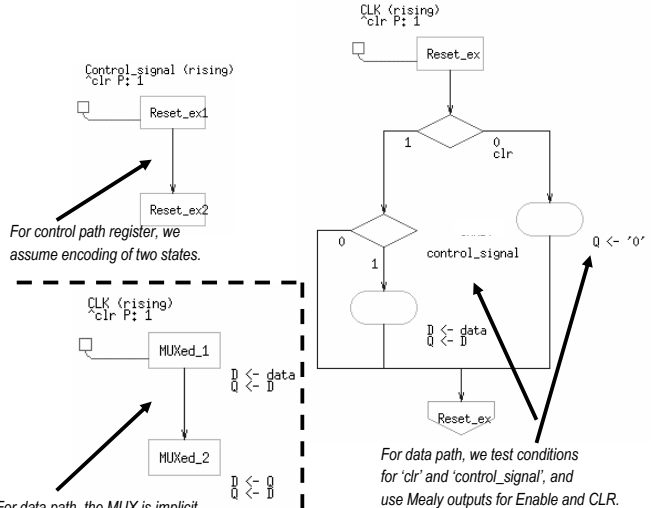 Control_signal (rising)
^clr P: 1
Reset_ex1
Reset_ex2
For control path register, we
assume encoding of two states.
CLK (rising)
^clr P: 1
MUXed_1
D <- data
Q <- D
MUXed_2
D <- Q
Q <- D
For data path, the MUX is implicit
CLK (rising)
^clr P: 1
Reset_ex
1
0
clr
0
control_signal
1
Q <- '0'
D <- data
Q <- D
Reset_ex
For data path, we test conditions
for 'clr' and 'control_signal', and
use Mealy outputs for Enable and CLR.